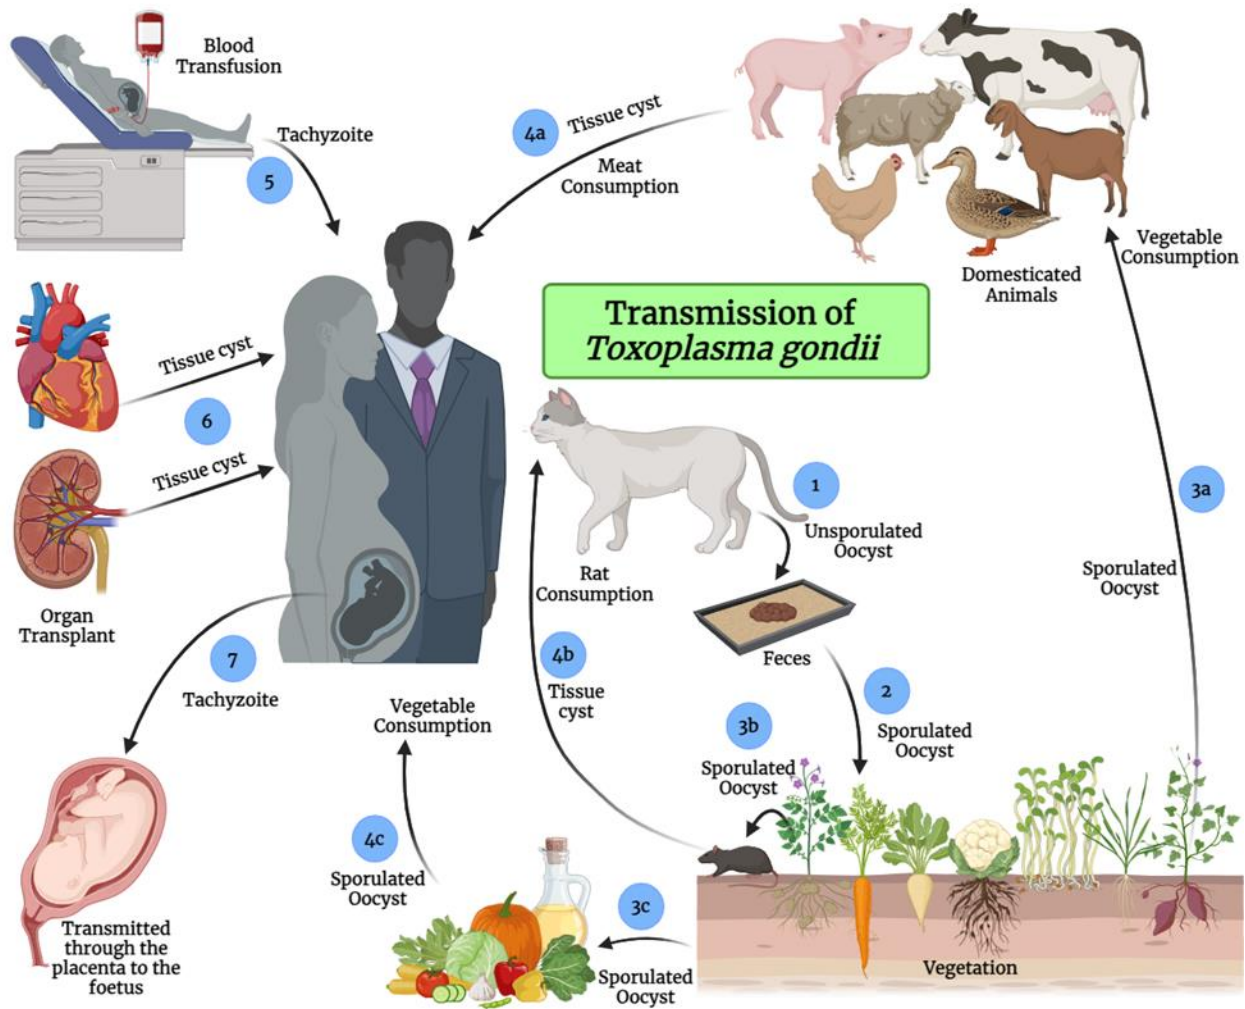 Blood
Transfusion
Tachyzoite
5
4a
Tissue cyst
Meat
Consumption
Domesticated
Animals
Vegetable
Consumption
Transmission of
Toxoplasma gondii
Tissue cyst
6
Tissue cyst
Organ
Transplant
1
Unsporulated
Oocyst
Feces
Rat
Consumption
4b
Tissue
cyst
2
Sporulated
Oocyst
3a
Sporulated
Oocyst
3b
Sporulated
Oocyst
7
Tachyzoite
Transmitted
through the
placenta to the
foetus
Vegetable
Consumption
4c
Sporulated
Oocyst
3c
Sporulated
Oocyst
Vegetation